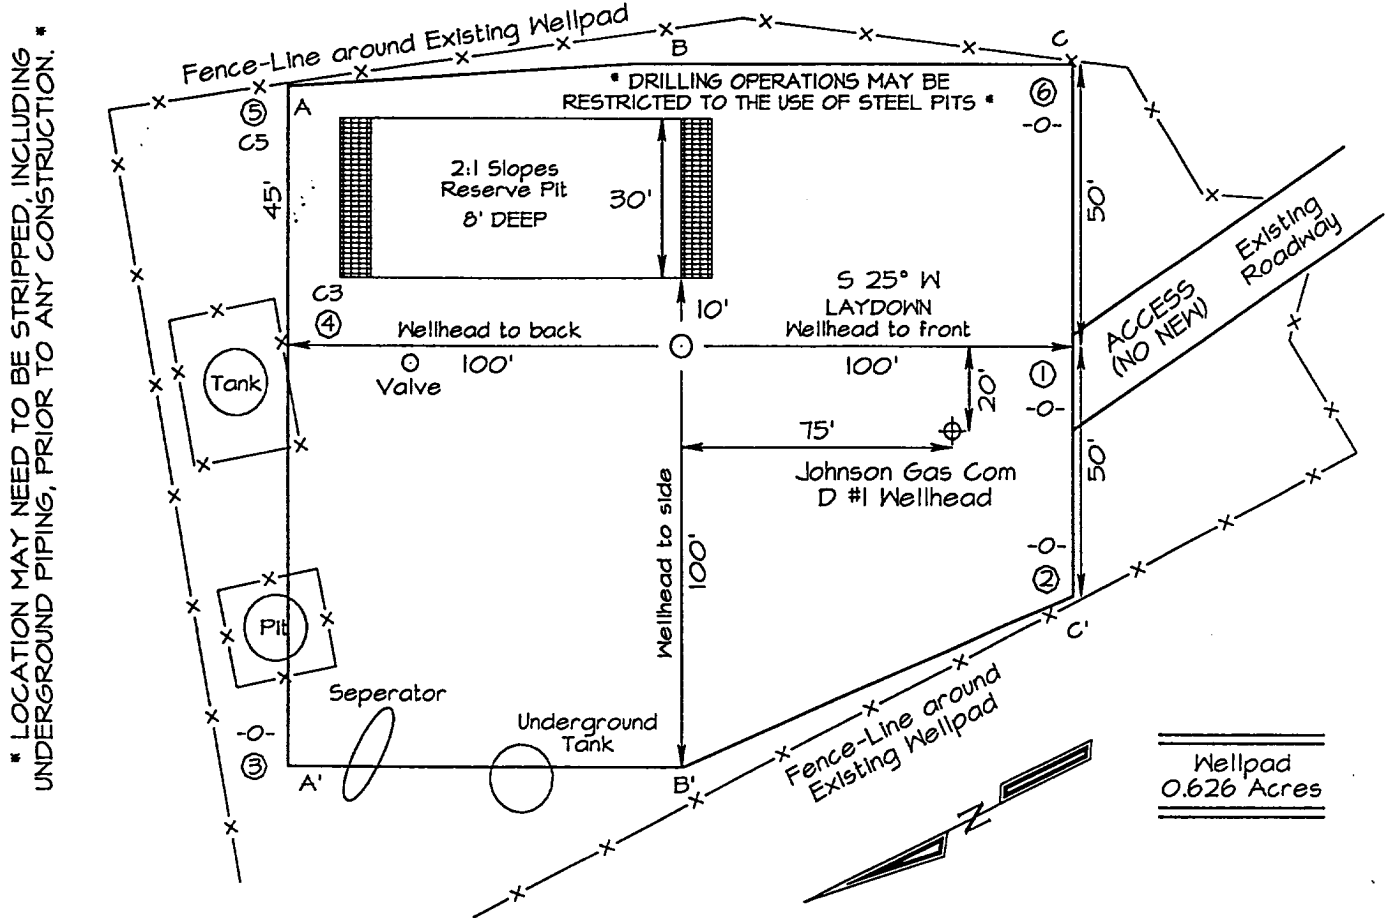 * LOCATION MAY NEED TO BE STRIPPED, INCLUDING
UNDERGROUND PIPING, PRIOR TO ANY CONSTRUCTION. *
Fence-Line around Existing Wellpad
B
C
* DRILLING OPERATIONS MAY BE
RESTRICTED TO THE USE OF STEEL PITS *
A
5
C5
6
-0-
45'
2:1 Slopes
Reserve Pit
8' DEEP
30'
50'
Existing
Roadway
ACCESS
(NO NEW)
C3
4
10'
S 25° W
LAYDOWN
Wellhead to back
Wellhead to front
100'
100'
Valve
Tank
1
-0-
20'
75'
Johnson Gas Com
D #1 Wellhead
50'
Wellhead to side
100'
-0-
2
C'
Pit
Seperator
Underground
Tank
-0-
3
A'
B'
Fence-Line around
Existing Wellpad
N
Wellpad
0.626 Acres